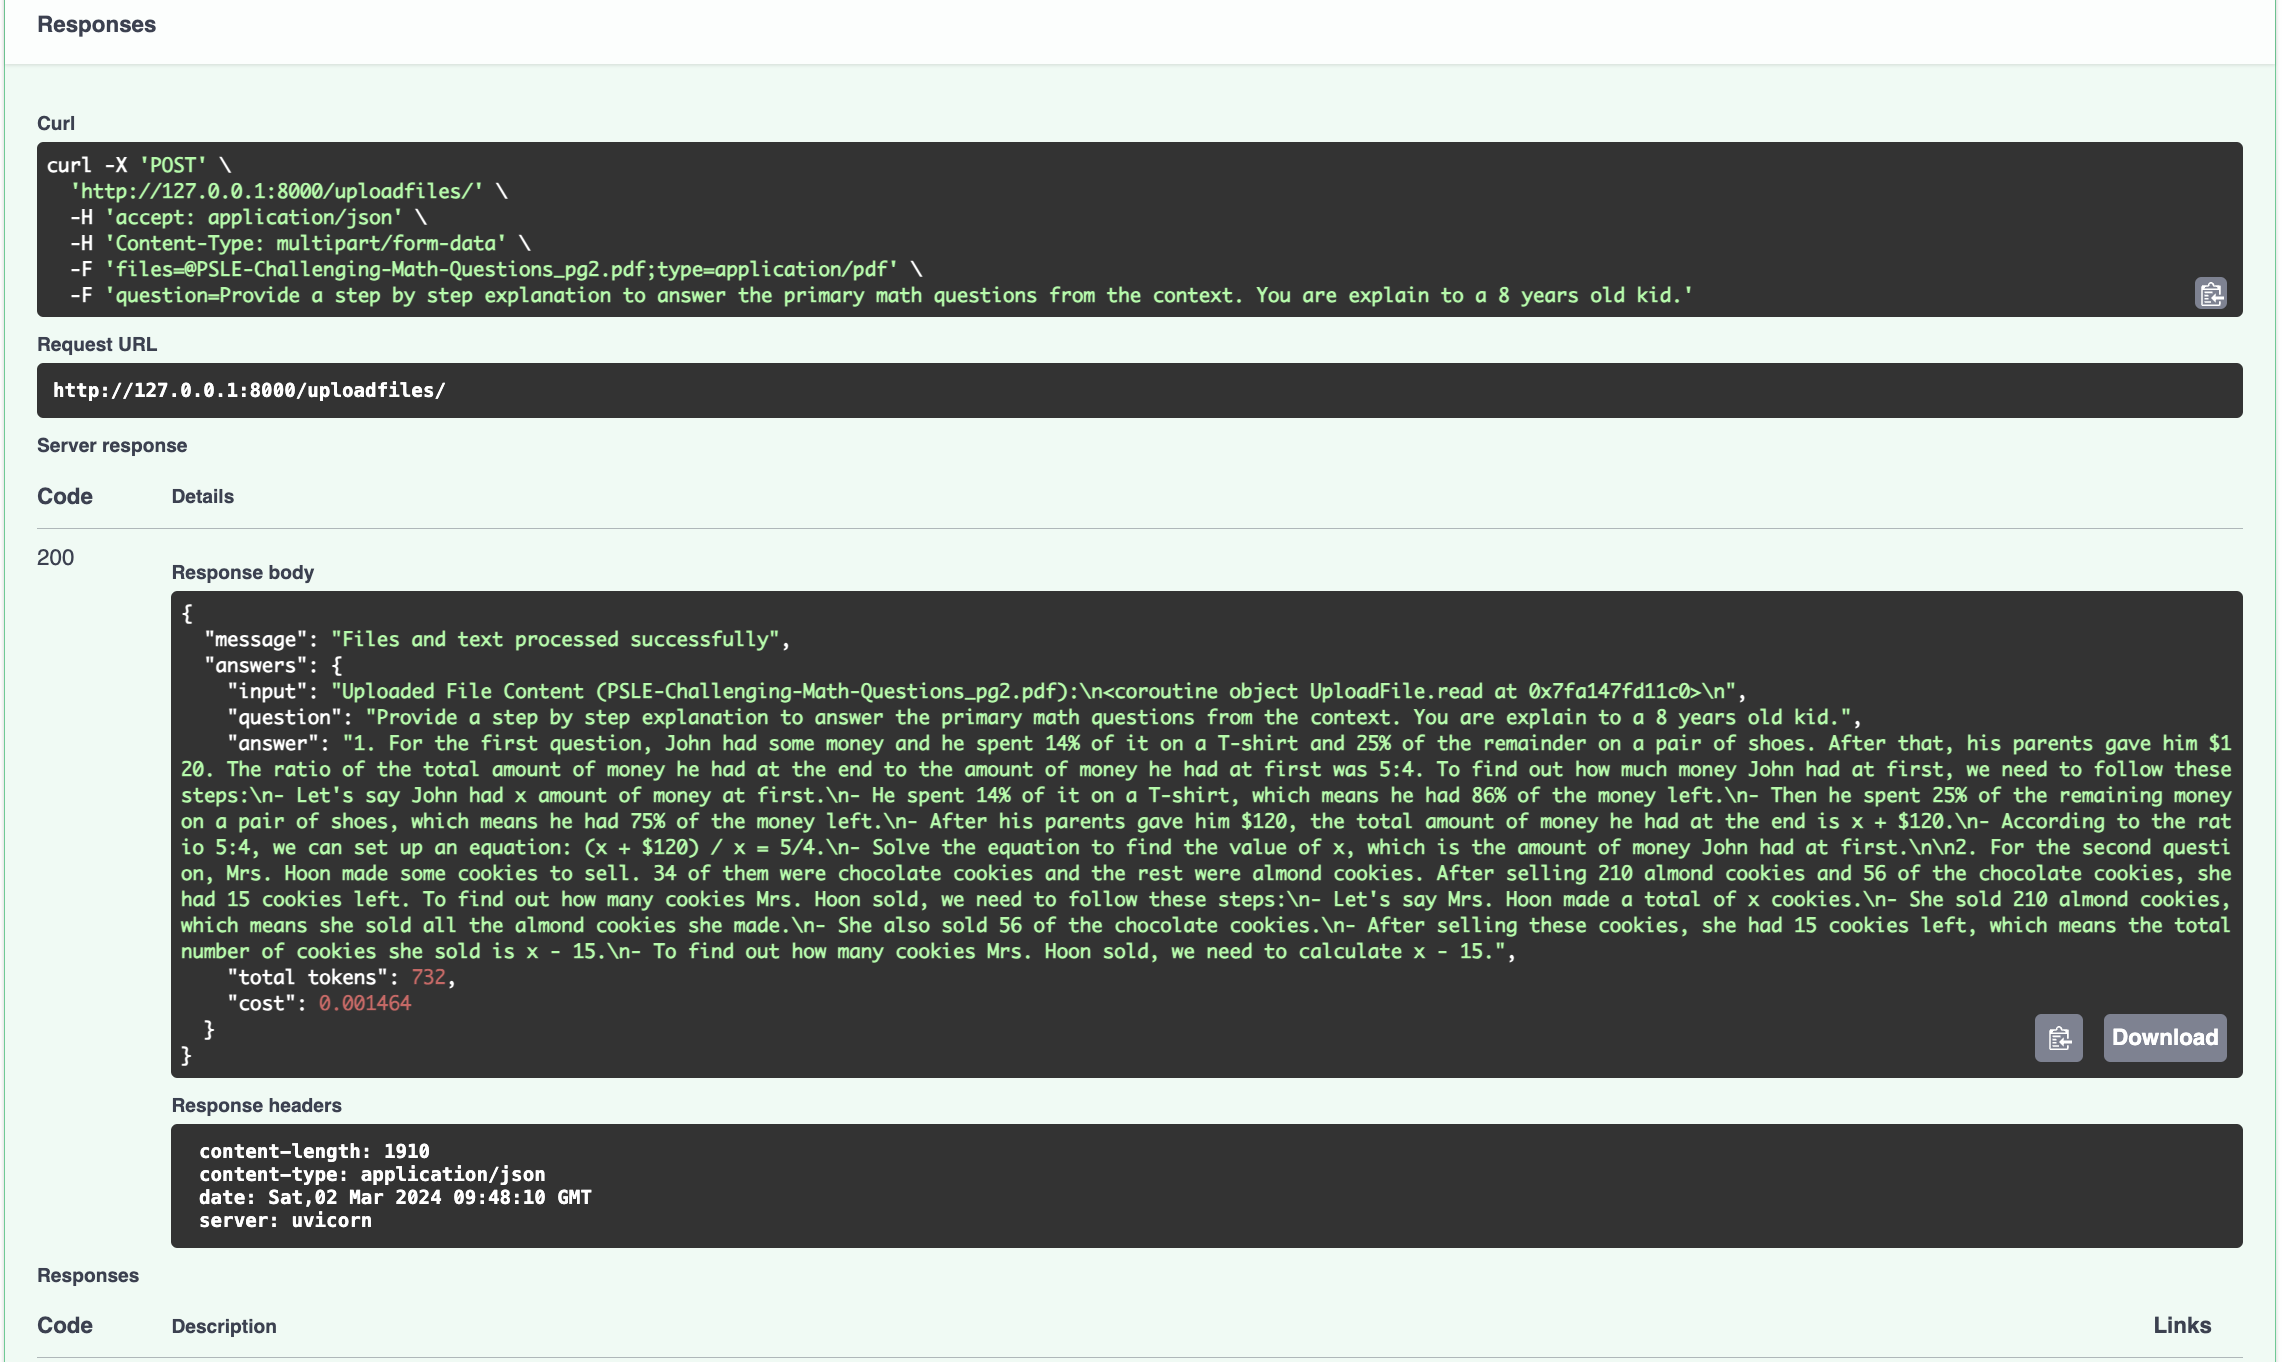 Responses
Curl
curl -X 'POST' \
  'http://127.0.0.1:8000/uploadfiles/' \
  -H 'accept: application/json' \
  -H 'Content-Type: multipart/form-data' \
  -F 'files=@PSLE-Challenging-Math-Questions_pg2.pdf;type=application/pdf' \
  -F 'question=Provide a step by step explanation to answer the primary math questions from the context. You are explain to a 8 years old kid.'
Request URL
http://127.0.0.1:8000/uploadfiles/
Server response
Code Details
200
Response body
{
  "message": "Files and text processed successfully",
  "answers": {
    "input": "Uploaded File Content (PSLE-Challenging-Math-Questions_pg2.pdf):\n<coroutine object UploadFile.read at 0x7fa147fd11c0>\n",
    "question": "Provide a step by step explanation to answer the primary math questions from the context. You are explain to a 8 years old kid.",
    "answer": "1. For the first question, John had some money and he spent 14% of it on a T-shirt and 25% of the remainder on a pair of shoes. After that, his parents gave him $1
20. The ratio of the total amount of money he had at the end to the amount of money he had at first was 5:4. To find out how much money John had at first, we need to follow these
steps:\n- Let's say John had x amount of money at first.\n- He spent 14% of it on a T-shirt, which means he had 86% of the money left.\n- Then he spent 25% of the remaining money
on a pair of shoes, which means he had 75% of the money left.\n- After his parents gave him $120, the total amount of money he had at the end is x + $120.\n- According to the rat
io 5:4, we can set up an equation: (x + $120) / x = 5/4.\n- Solve the equation to find the value of x, which is the amount of money John had at first.\n\n2. For the second questi
on, Mrs. Hoon made some cookies to sell. 34 of them were chocolate cookies and the rest were almond cookies. After selling 210 almond cookies and 56 of the chocolate cookies, she
had 15 cookies left. To find out how many cookies Mrs. Hoon sold, we need to follow these steps:\n- Let's say Mrs. Hoon made a total of x cookies.\n- She sold 210 almond cookies,
which means she sold all the almond cookies she made.\n- She also sold 56 of the chocolate cookies.\n- After selling these cookies, she had 15 cookies left, which means the total
number of cookies she sold is x - 15.\n- To find out how many cookies Mrs. Hoon sold, we need to calculate x - 15.",
    "total tokens": 732,
    "cost": 0.001464
  }
}
Download
Response headers
content-length: 1910
content-type: application/json
date: Sat,02 Mar 2024 09:48:10 GMT
server: uvicorn
Responses
Code Description Links